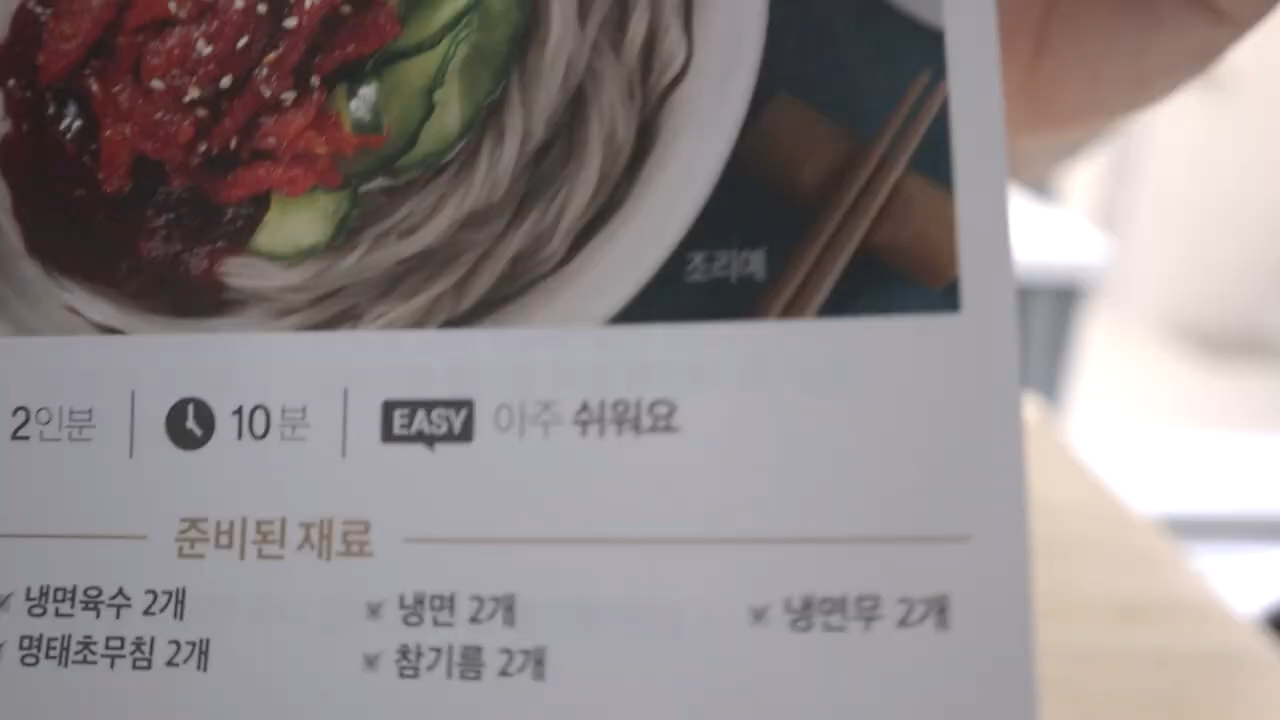 조리예
2인분 10분 EASY 아주 쉬워요
준비된 재료
냉면육수 2개 냉면 2개 냉면무 2개
명태초무침 2개 참기름 2개